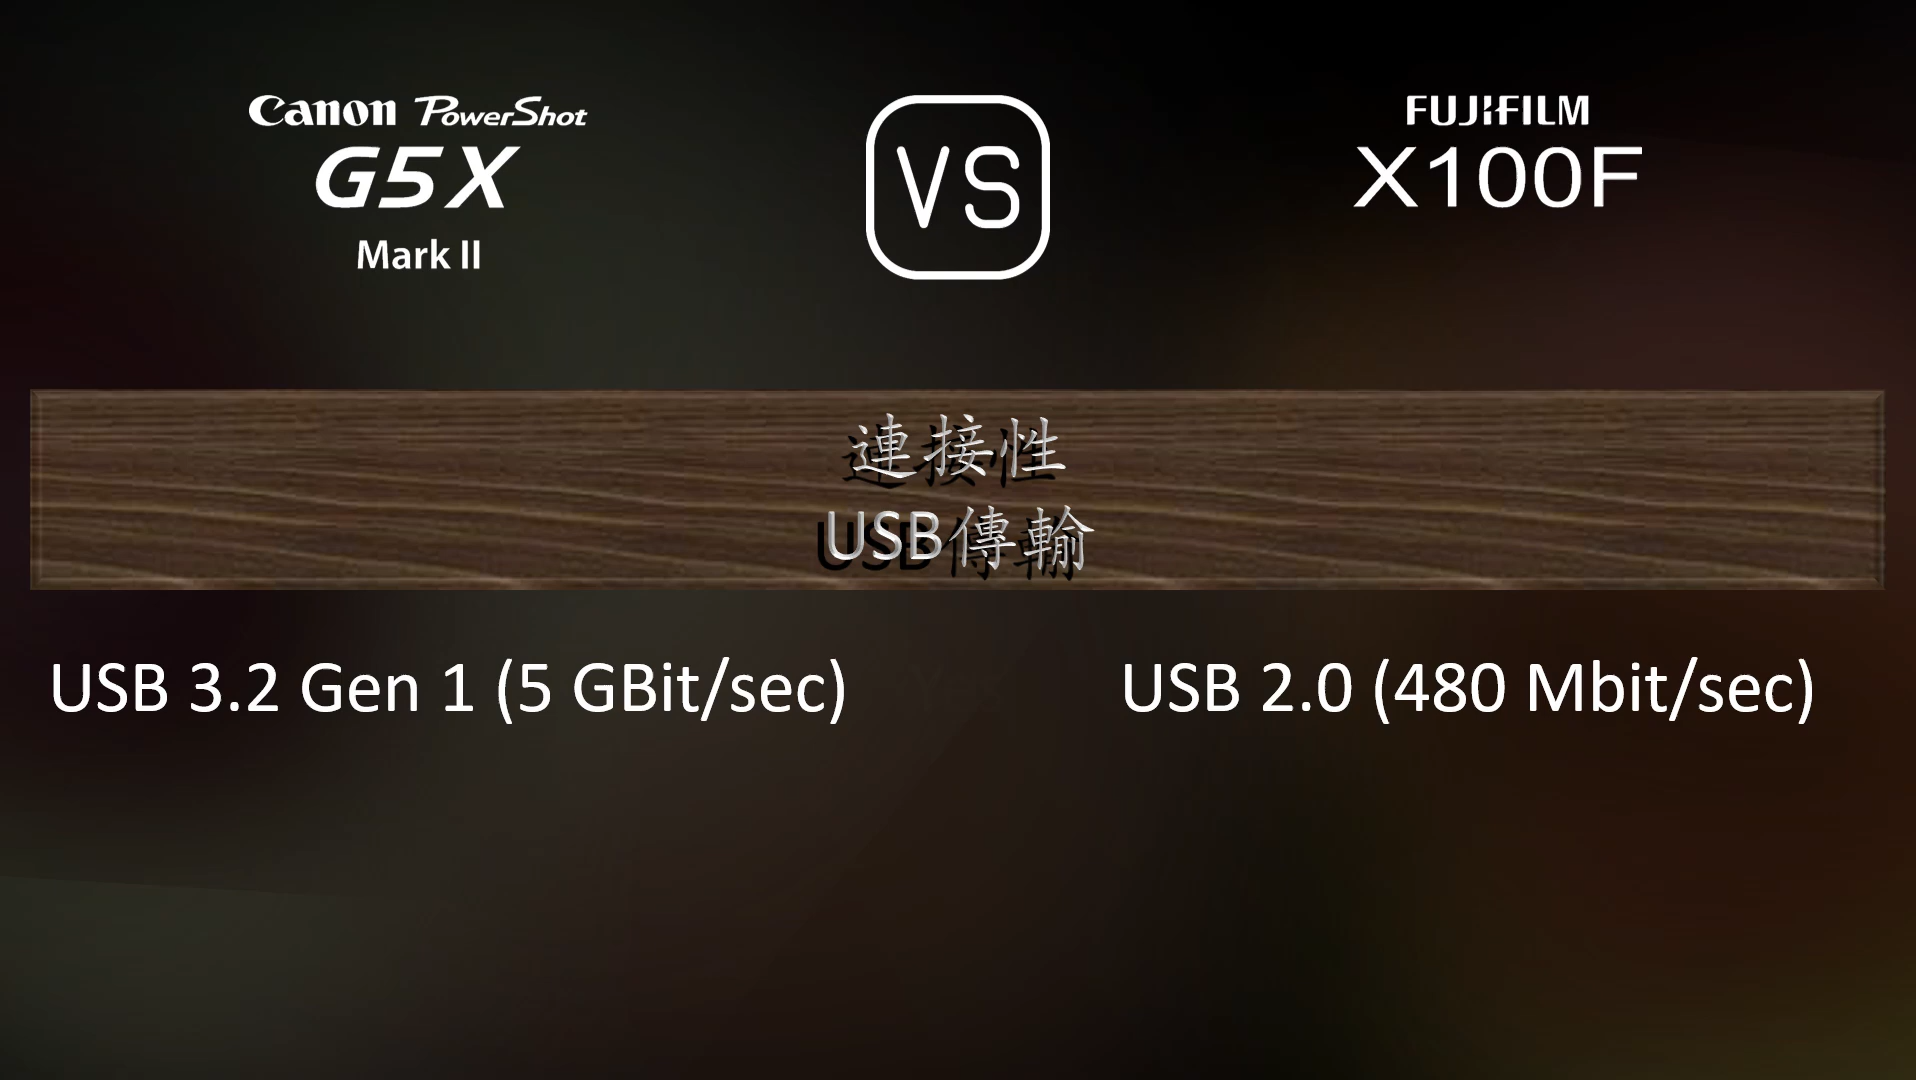 Canon PowerShot
G5X
Mark II
VS
FUJIFILM
X100F
連接性
USB傳輸
USB 3.2 Gen 1 (5 GBit/sec)
USB 2.0 (480 Mbit/sec)